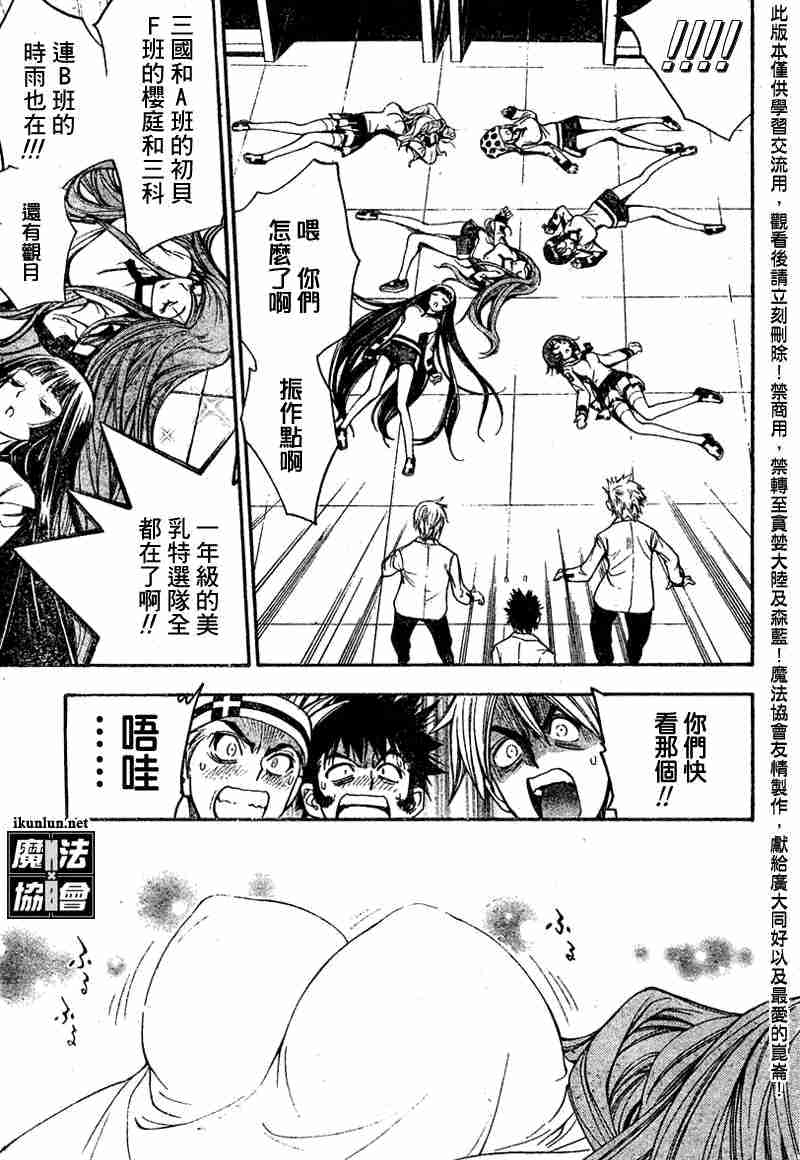 !!!!
喂 你們
怎麼了啊
振作點啊
三國和A班的初貝
F班的櫻庭和三科
連B班的
時雨也在!!!
還有觀月
一年級的美
乳特選隊全
都在了啊!!
你們快
看那個!!
唔哇
⋯⋯
ふる
ふる
ふる
ふる
ikunlun.net
魔法
協會
此版本僅供學習交流用，觀看後請立刻刪除！禁商用，禁轉至貪婪大陸及森藍！魔法協會友情製作，獻給廣大同好以及最愛的崑崙！